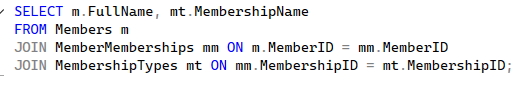 SELECT m.FullName, mt.MembershipName
FROM Members m
JOIN MemberMemberships mm ON m.MemberID = mm.MemberID
JOIN MembershipTypes mt ON mm.MembershipID = mt.MembershipID;